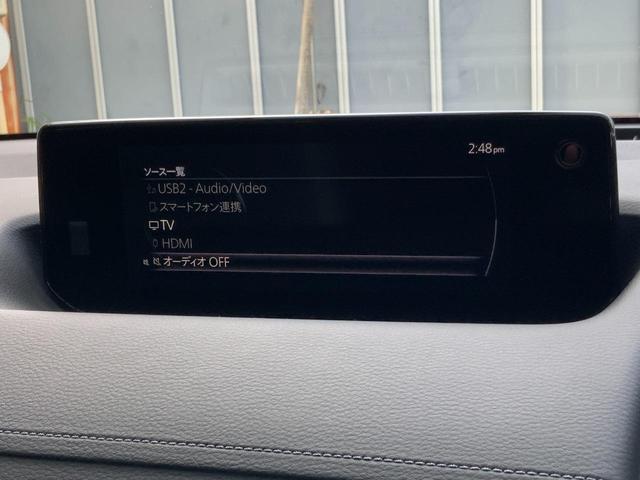 2:48pm
ソース一覧
USB2 - Audio/Video
スマートフォン連携
TV
HDMI
オーディオ OFF